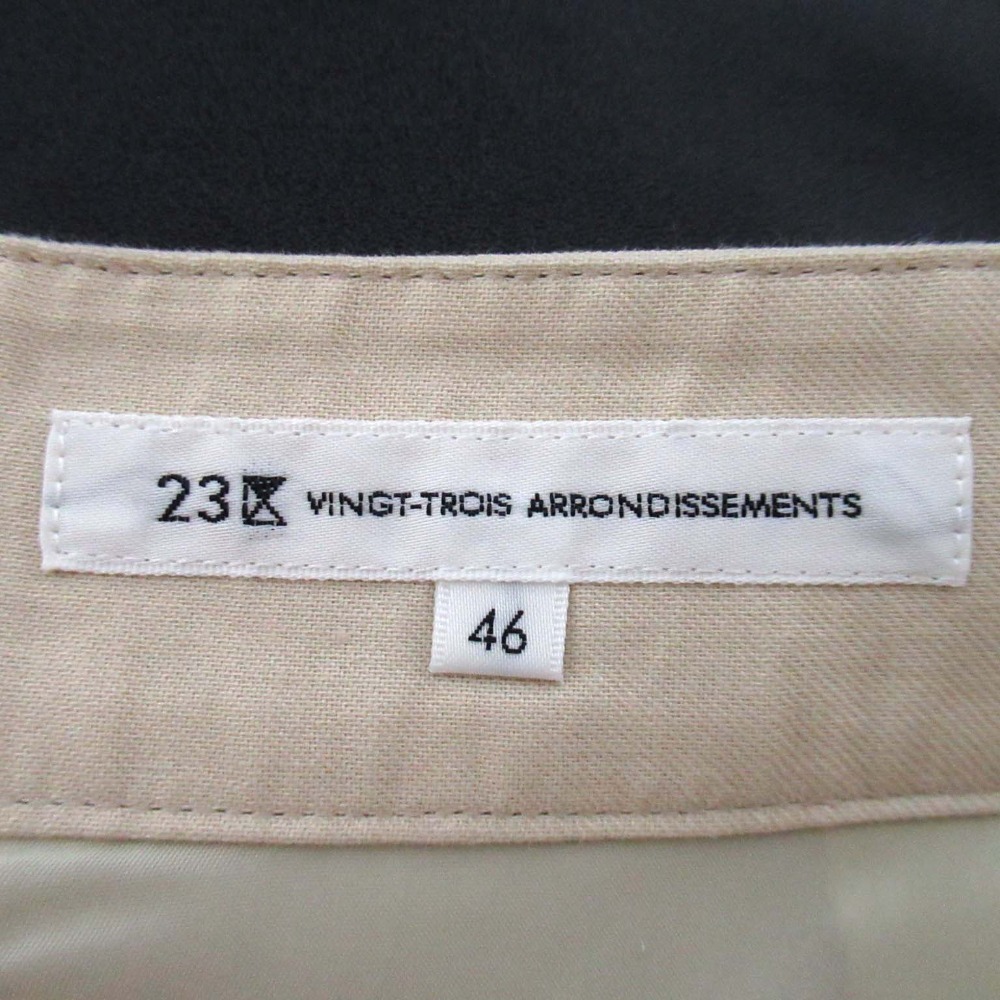 23区 VINGT-TROIS ARRONDISSEMENTS
46